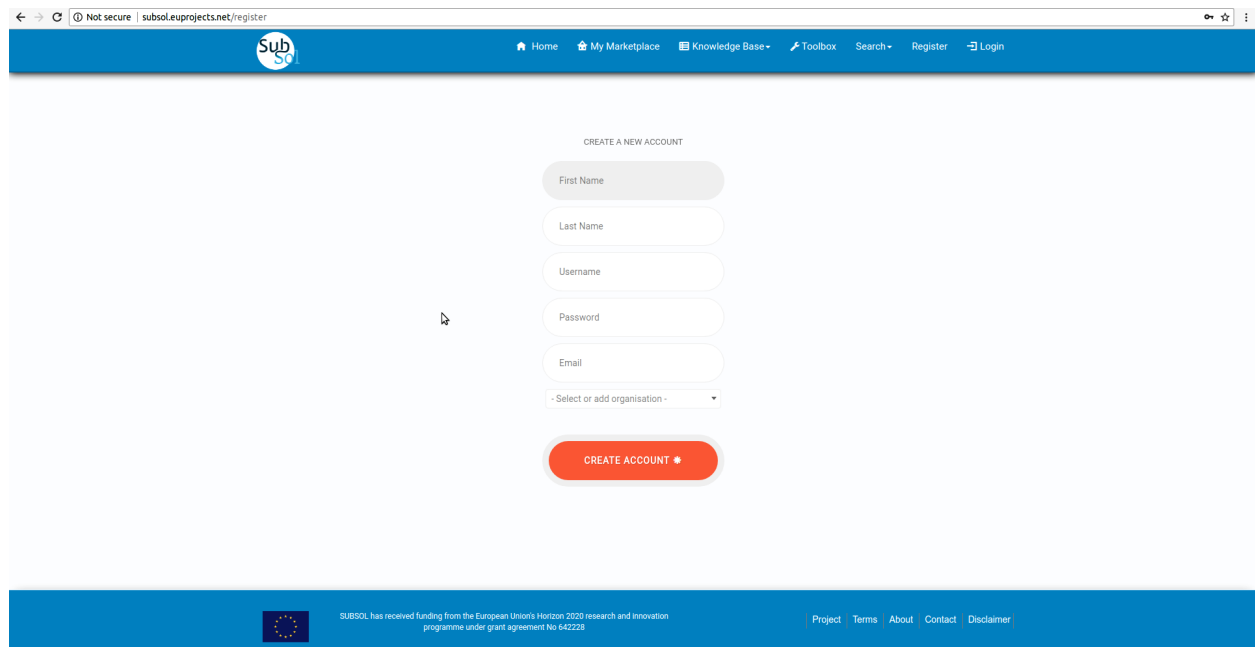 Not secure | subsol.euprojects.net/register
Sub Sol
Home My Marketplace Knowledge Base Toolbox Search Register Login
CREATE A NEW ACCOUNT
First Name
Last Name
Username
Password
Email
- Select or add organisation -
CREATE ACCOUNT
SUBSOL has received funding from the European Union's Horizon 2020 research and innovation
programme under grant agreement No 642228
Project Terms About Contact Disclaimer